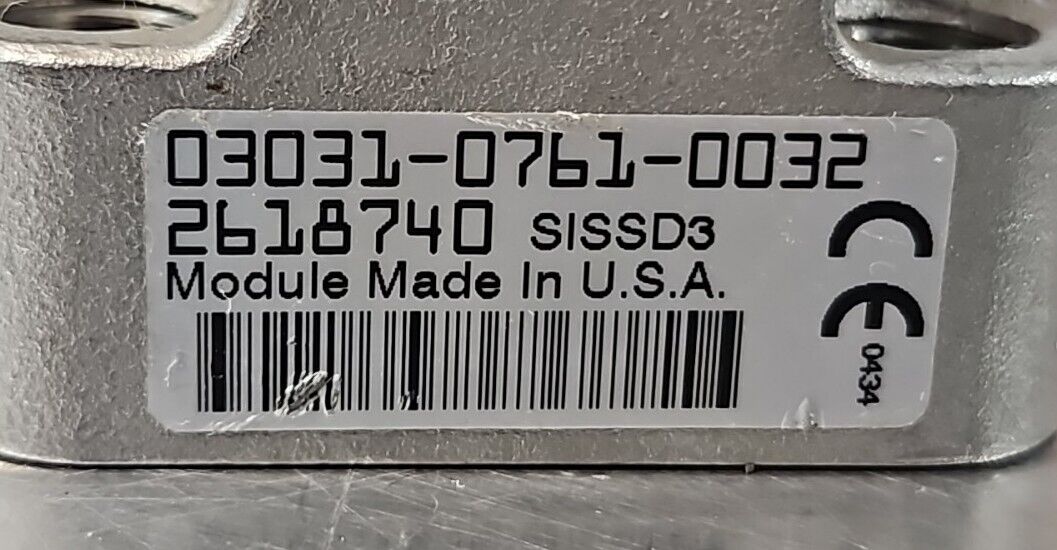 03031-0761-0032
2618740 SISSD3
Module Made In U.S.A.
CE
0434